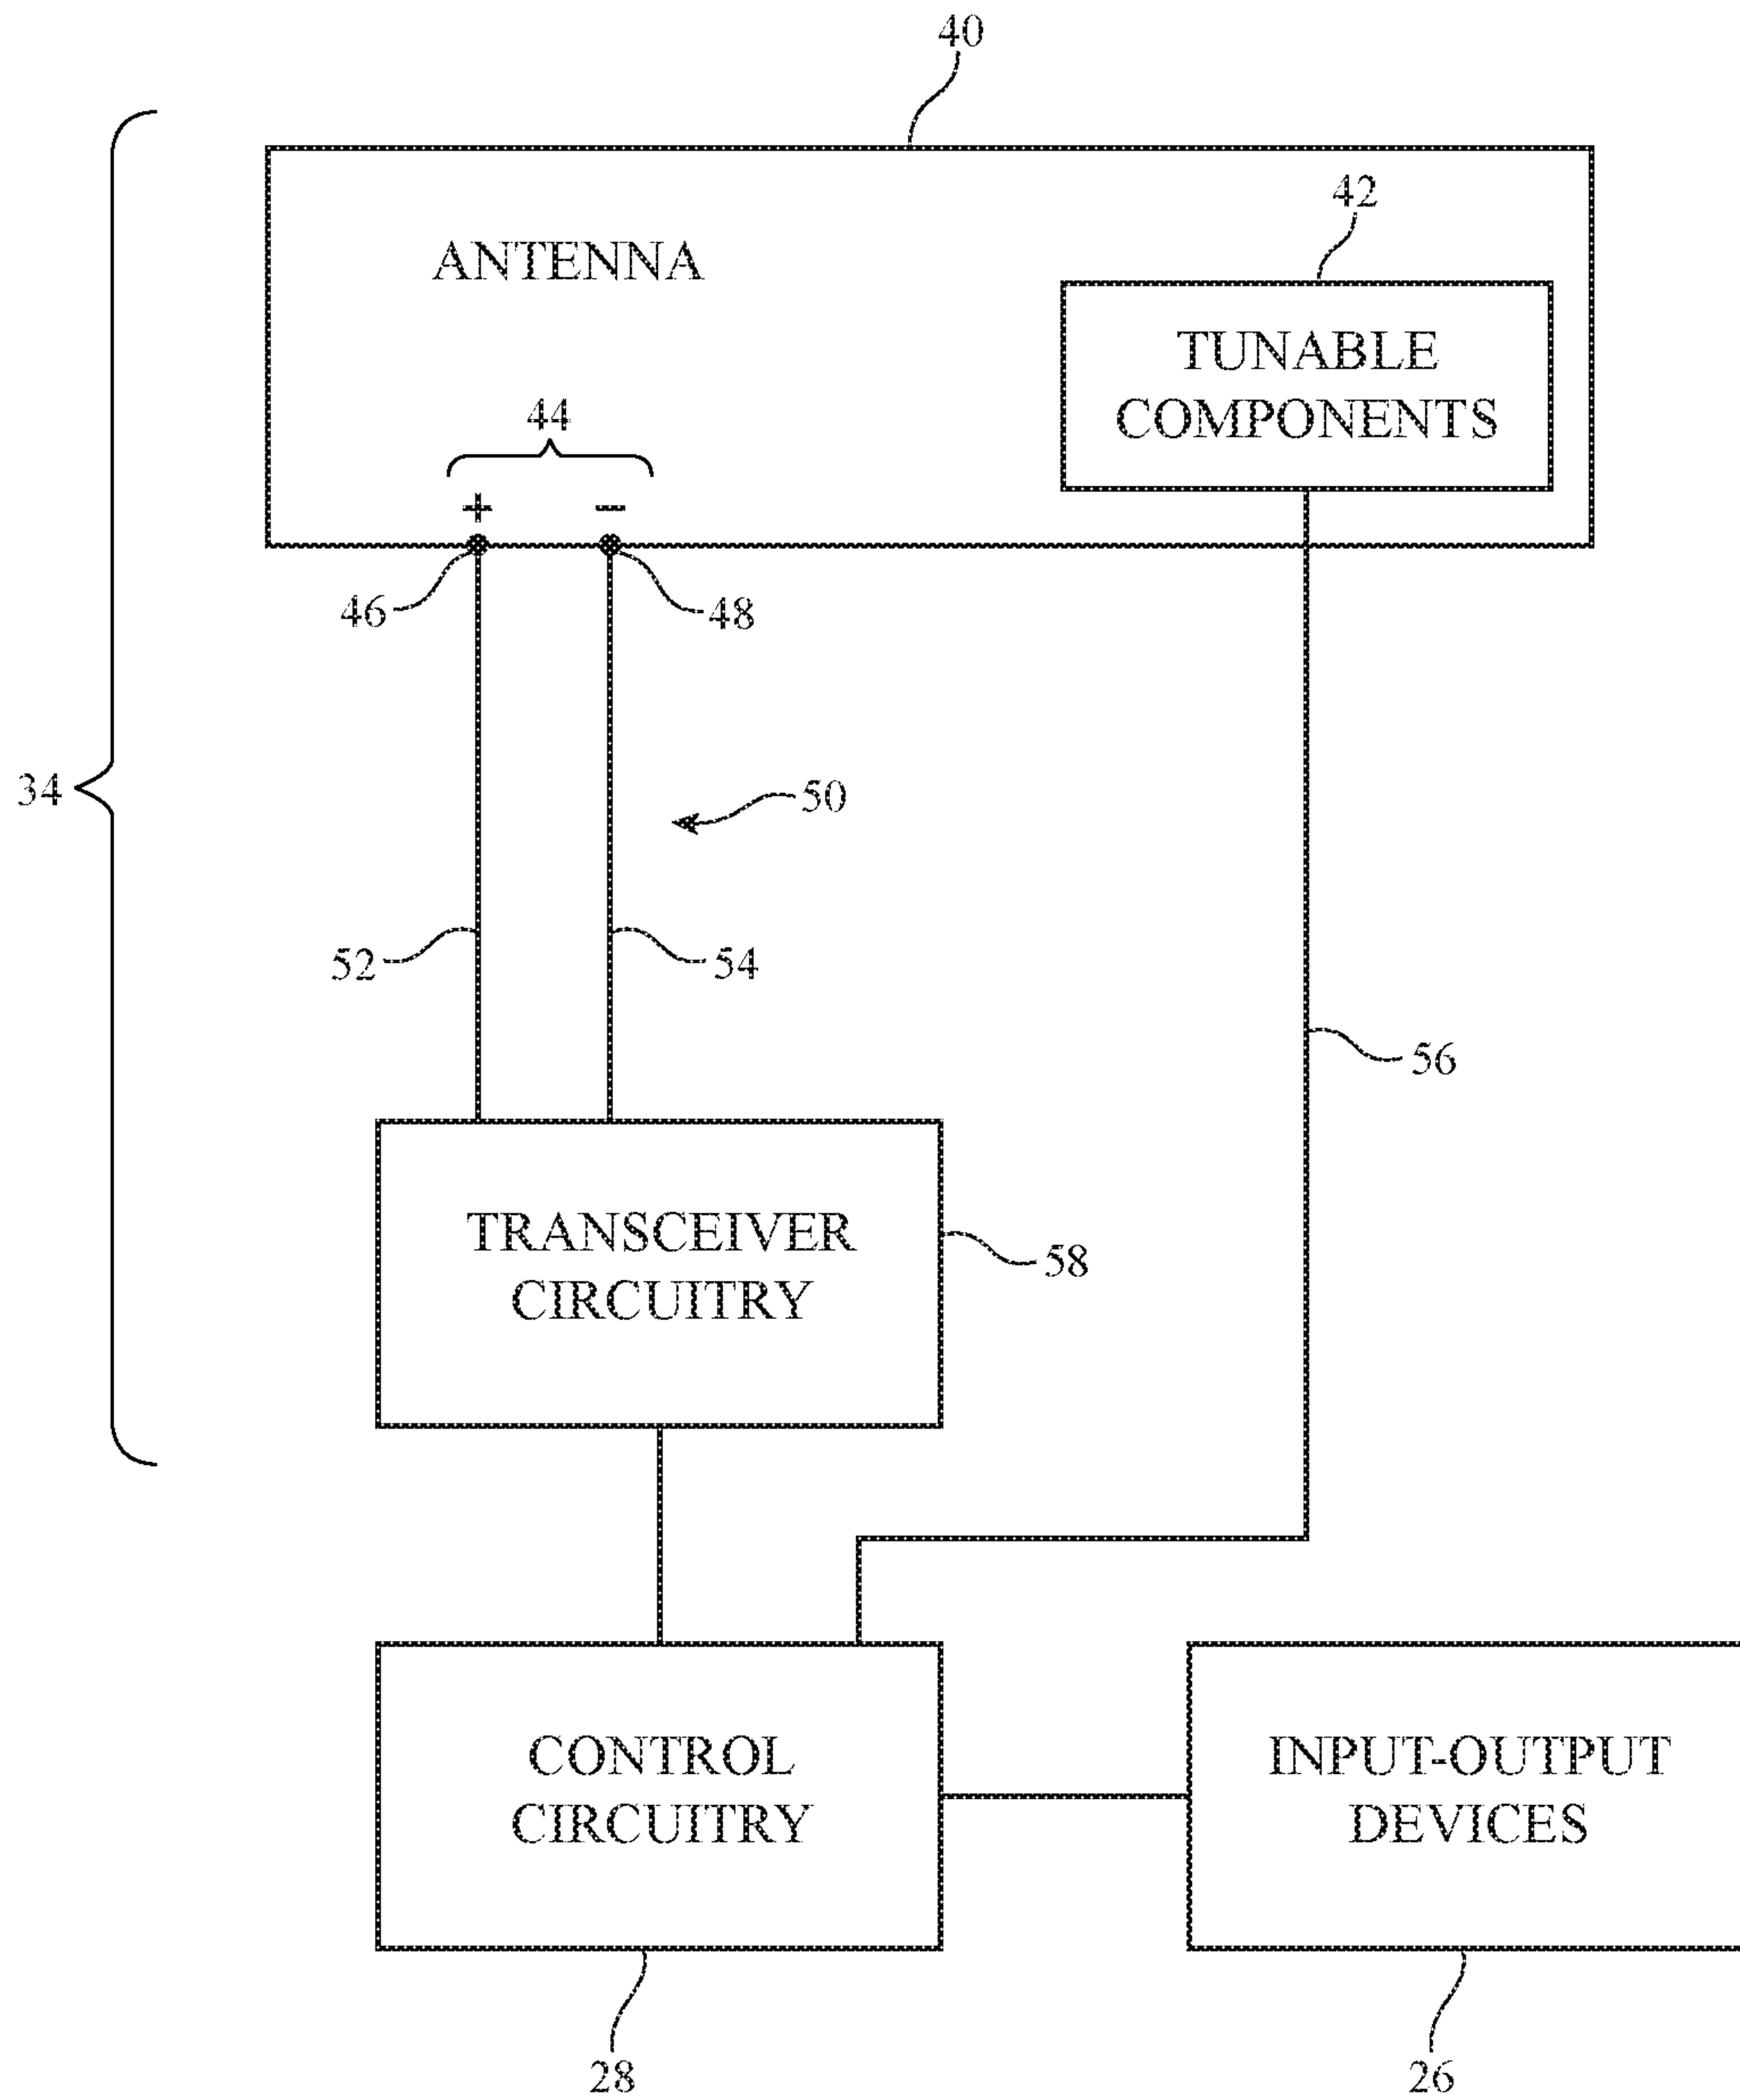 40
42
ANTENNA
TUNABLE
COMPONENTS
44
+ −
46
48
34
50
52
54
56
TRANSCEIVER
CIRCUITRY
58
CONTROL
CIRCUITRY
INPUT-OUTPUT
DEVICES
28
26